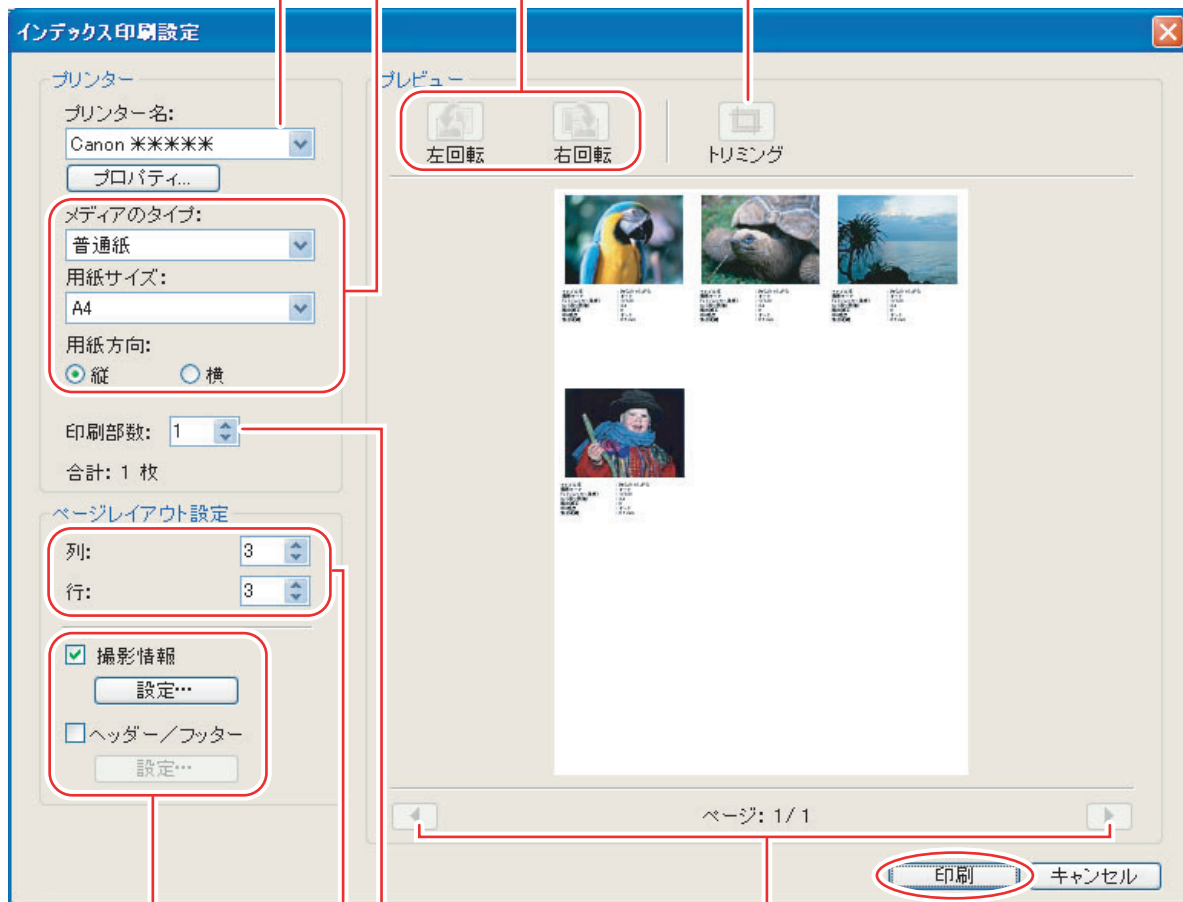 インデックス印刷設定
プリンター
プリンター名:
Canon ＊＊＊＊＊
プロパティ...
メディアのタイプ:
普通紙
用紙サイズ:
A4
用紙方向:
縦 横
印刷部数: 1
合計: 1 枚
ページレイアウト設定
列: 3
行: 3
撮影情報
設定…
ヘッダー／フッター
設定…
プレビュー
左回転 右回転 トリミング
ページ: 1/1
印刷 キャンセル